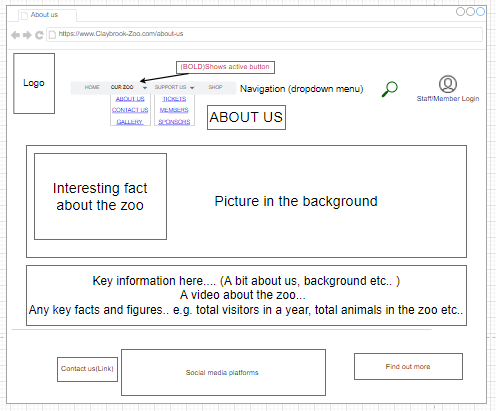 About us
https://www.Claybrook-Zoo.com/about-us
(BOLD)Shows active button
Logo
HOME OUR ZOO SUPPORT US SHOP
Navigation (dropdown menu)
ABOUT US TICKETS
CONTACT US MEMBERS
GALLERY SPONSORS
Staff/Member Login
ABOUT US
Interesting fact
about the zoo
Picture in the background
Key information here.... (A bit about us, background etc.. )
A video about the zoo...
Any key facts and figures.. e.g. total visitors in a year, total animals in the zoo etc..
Contact us(Link)
Social media platforms
Find out more